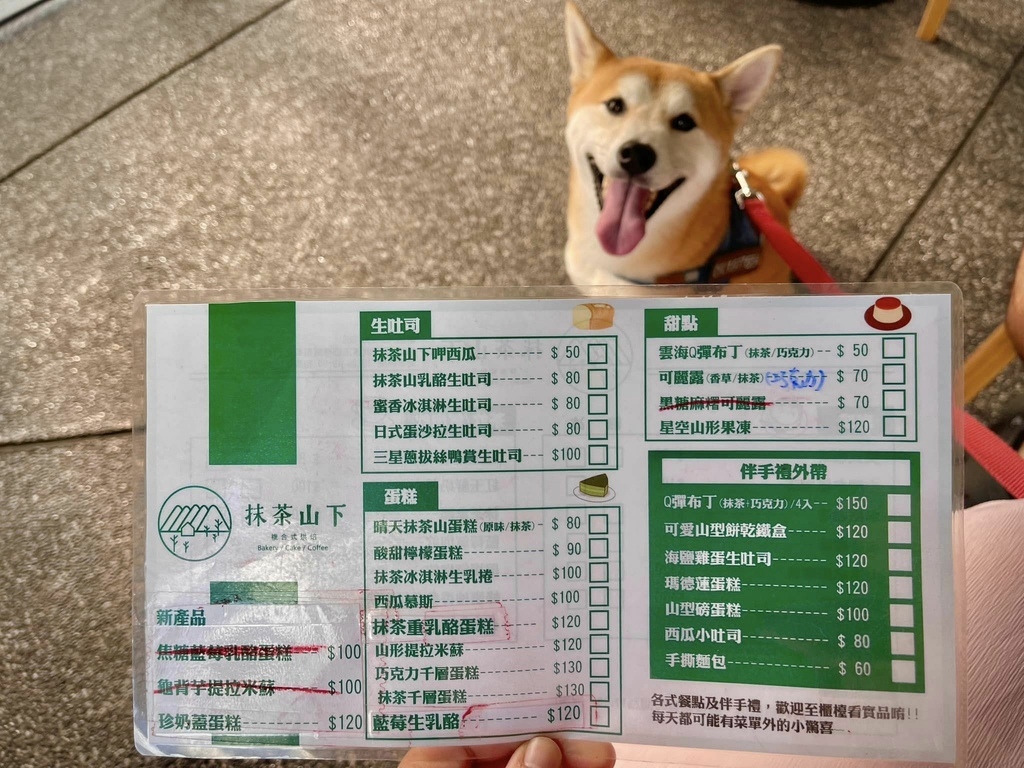 抹茶山下
複合式烘焙
Bakery / Cake / Coffee
新產品
焦糖藍莓乳酪蛋糕 $100
龜背芋提拉米蘇 $100
珍奶蓋蛋糕 $120
生吐司
抹茶山下呷西瓜 $ 50
抹茶山乳酪生吐司 $ 80
蜜香冰淇淋生吐司 $ 80
日式蛋沙拉生吐司 $ 80
三星蔥拔絲鴨賞生吐司 $100
蛋糕
晴天抹茶山蛋糕(原味/抹茶) $ 80
酸甜檸檬蛋糕 $ 90
抹茶冰淇淋生乳捲 $100
西瓜慕斯 $100
抹茶重乳酪蛋糕 $120
山形提拉米蘇 $120
巧克力千層蛋糕 $130
抹茶千層蛋糕 $130
藍莓生乳酪 $120
甜點
雲海Q彈布丁(抹茶/巧克力) $ 50
可麗露(香草/抹茶)(巧克力) $ 70
黑糖麻糬可麗露 $ 70
星空山形果凍 $120
伴手禮外帶
Q彈布丁(抹茶+巧克力)/4入 $150
可愛山型餅乾鐵盒 $120
海鹽雞蛋生吐司 $120
瑪德蓮蛋糕 $120
山型磅蛋糕 $100
西瓜小吐司 $ 80
手撕麵包 $ 60
各式餐點及伴手禮，歡迎至櫃檯看實品唷!!
每天都可能有菜單外的小驚喜